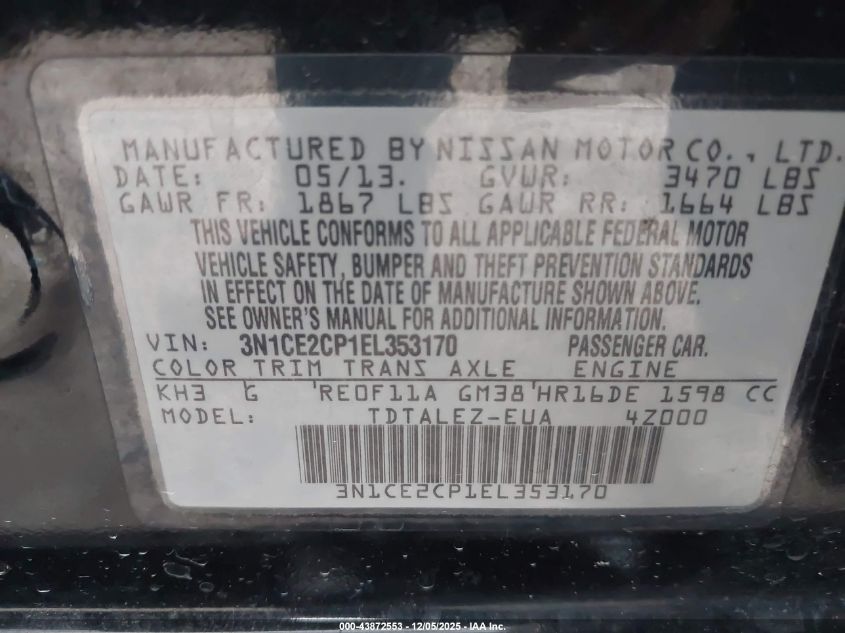 MANUFACTURED BY NISSAN MOTOR CO., LTD.
DATE: 05/13. GVWR: 3470 LBS
GAWR FR: 1867 LBS GAWR RR: 1664 LBS
THIS VEHICLE CONFORMS TO ALL APPLICABLE FEDERAL MOTOR
VEHICLE SAFETY, BUMPER AND THEFT PREVENTION STANDARDS
IN EFFECT ON THE DATE OF MANUFACTURE SHOWN ABOVE.
SEE OWNER'S MANUAL FOR ADDITIONAL INFORMATION.
VIN: 3N1CE2CP1EL353170 PASSENGER CAR.
COLOR TRIM TRANS AXLE ENGINE
KH3 G 'RE0F11A GM38'HR16DE 1598 CC
MODEL: TDTALEZ-EUA 4Z000
3N1CE2CP1EL353170
000-43872553 - 12/05/2025 - IAA Inc.